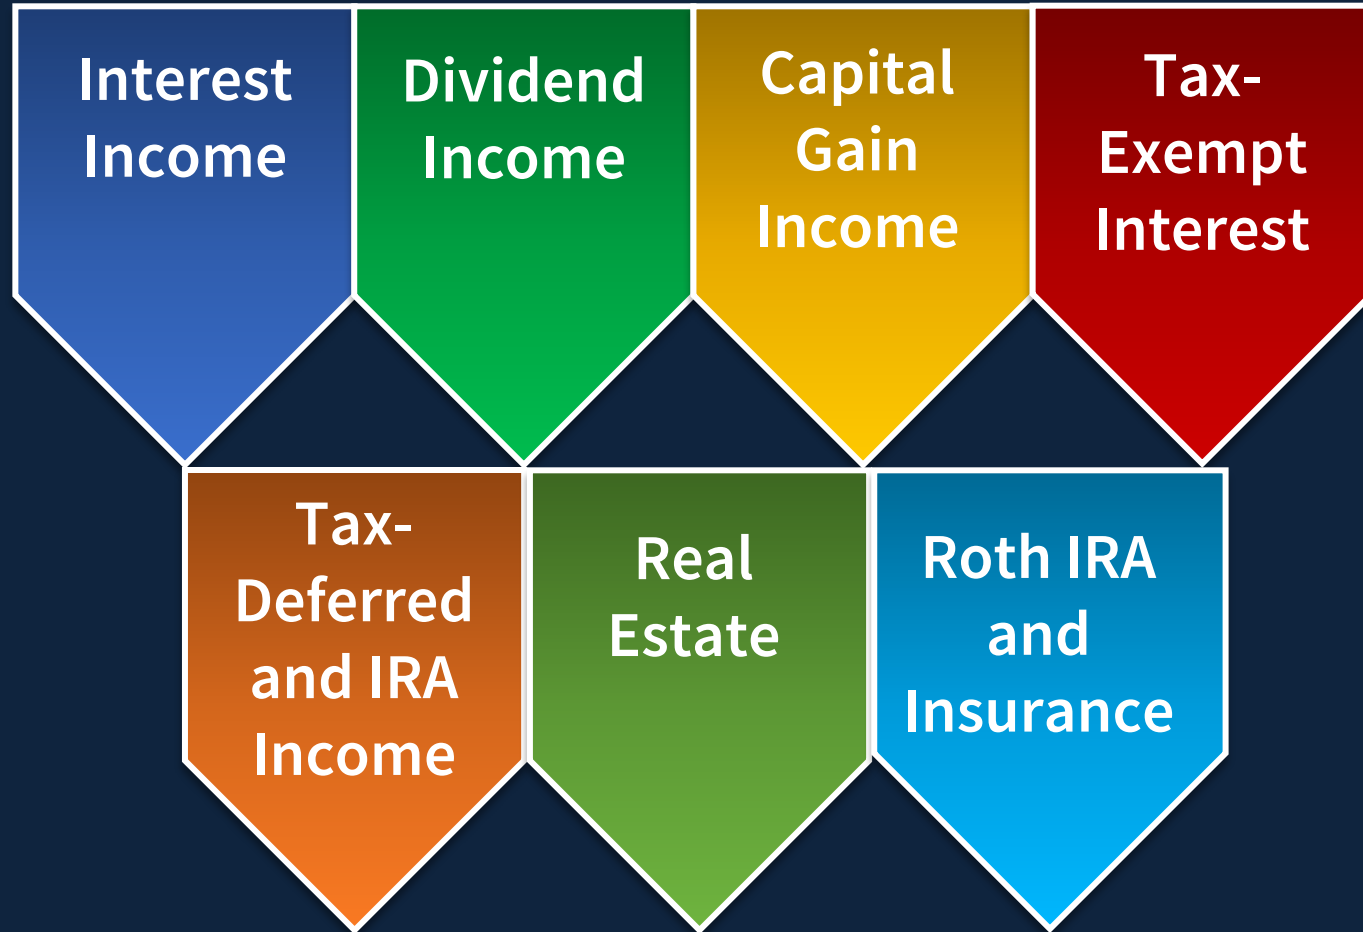 Interest
Income
Dividend
Income
Capital
Gain
Income
Tax-
Exempt
Interest
Tax-
Deferred
and IRA
Income
Real
Estate
Roth IRA
and
Insurance